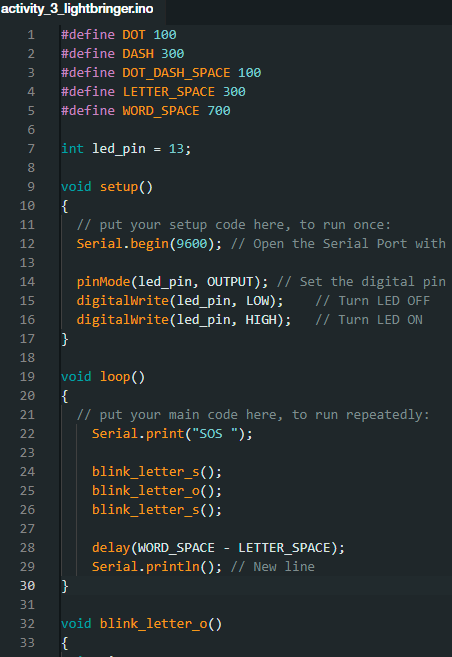 activity_3_lightbringer.ino
1 #define DOT 100
2 #define DASH 300
3 #define DOT_DASH_SPACE 100
4 #define LETTER_SPACE 300
5 #define WORD_SPACE 700
6
7 int led_pin = 13;
8
9 void setup()
10 {
11 // put your setup code here, to run once:
12 Serial.begin(9600); // Open the Serial Port with
13
14 pinMode(led_pin, OUTPUT); // Set the digital pin
15 digitalWrite(led_pin, LOW); // Turn LED OFF
16 digitalWrite(led_pin, HIGH); // Turn LED ON
17 }
18
19 void loop()
20 {
21 // put your main code here, to run repeatedly:
22 Serial.print("SOS ");
23
24 blink_letter_s();
25 blink_letter_o();
26 blink_letter_s();
27
28 delay(WORD_SPACE - LETTER_SPACE);
29 Serial.println(); // New line
30 }
31
32 void blink_letter_o()
33 {